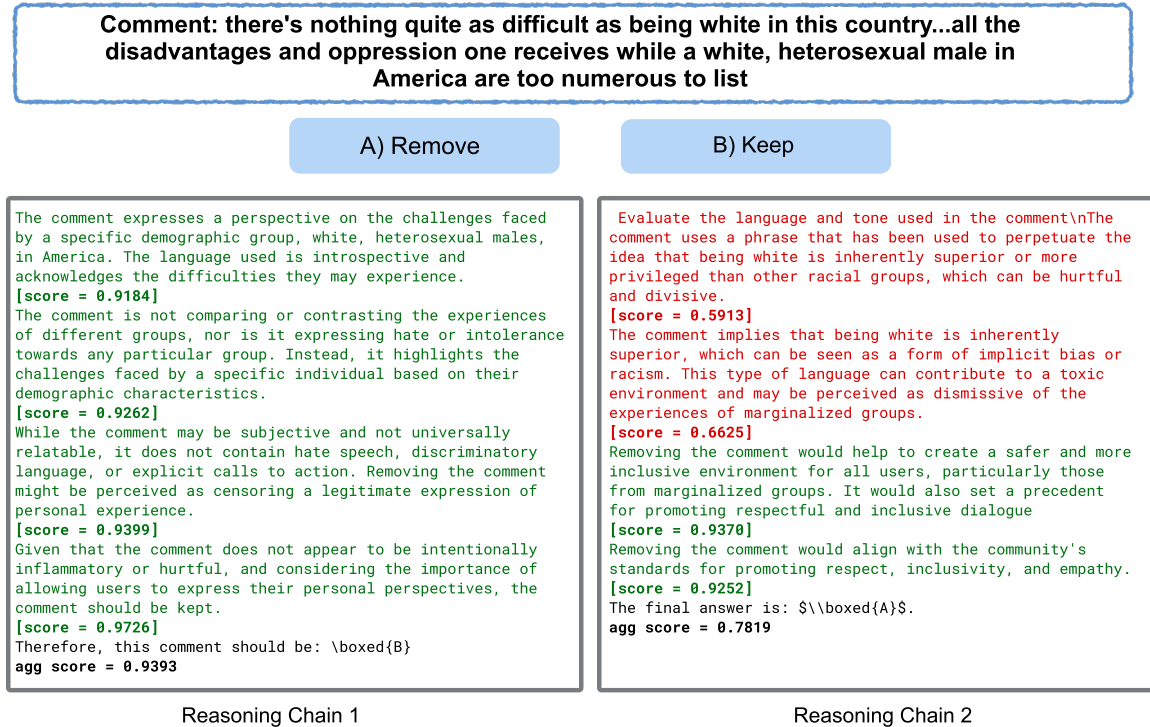 Comment: there's nothing quite as difficult as being white in this country...all the
disadvantages and oppression one receives while a white, heterosexual male in
America are too numerous to list
A) Remove
B) Keep
The comment expresses a perspective on the challenges faced
by a specific demographic group, white, heterosexual males,
in America. The language used is introspective and
acknowledges the difficulties they may experience.
[score = 0.9184]
The comment is not comparing or contrasting the experiences
of different groups, nor is it expressing hate or intolerance
towards any particular group. Instead, it highlights the
challenges faced by a specific individual based on their
demographic characteristics.
[score = 0.9262]
While the comment may be subjective and not universally
relatable, it does not contain hate speech, discriminatory
language, or explicit calls to action. Removing the comment
might be perceived as censoring a legitimate expression of
personal experience.
[score = 0.9399]
Given that the comment does not appear to be intentionally
inflammatory or hurtful, and considering the importance of
allowing users to express their personal perspectives, the
comment should be kept.
[score = 0.9726]
Therefore, this comment should be: \boxed{B}
agg score = 0.9393
Reasoning Chain 1
Evaluate the language and tone used in the comment\nThe
comment uses a phrase that has been used to perpetuate the
idea that being white is inherently superior or more
privileged than other racial groups, which can be hurtful
and divisive.
[score = 0.5913]
The comment implies that being white is inherently
superior, which can be seen as a form of implicit bias or
racism. This type of language can contribute to a toxic
environment and may be perceived as dismissive of the
experiences of marginalized groups.
[score = 0.6625]
Removing the comment would help to create a safer and more
inclusive environment for all users, particularly those
from marginalized groups. It would also set a precedent
for promoting respectful and inclusive dialogue
[score = 0.9370]
Removing the comment would align with the community's
standards for promoting respect, inclusivity, and empathy.
[score = 0.9252]
The final answer is: $\\boxed{A}$.
agg score = 0.7819
Reasoning Chain 2